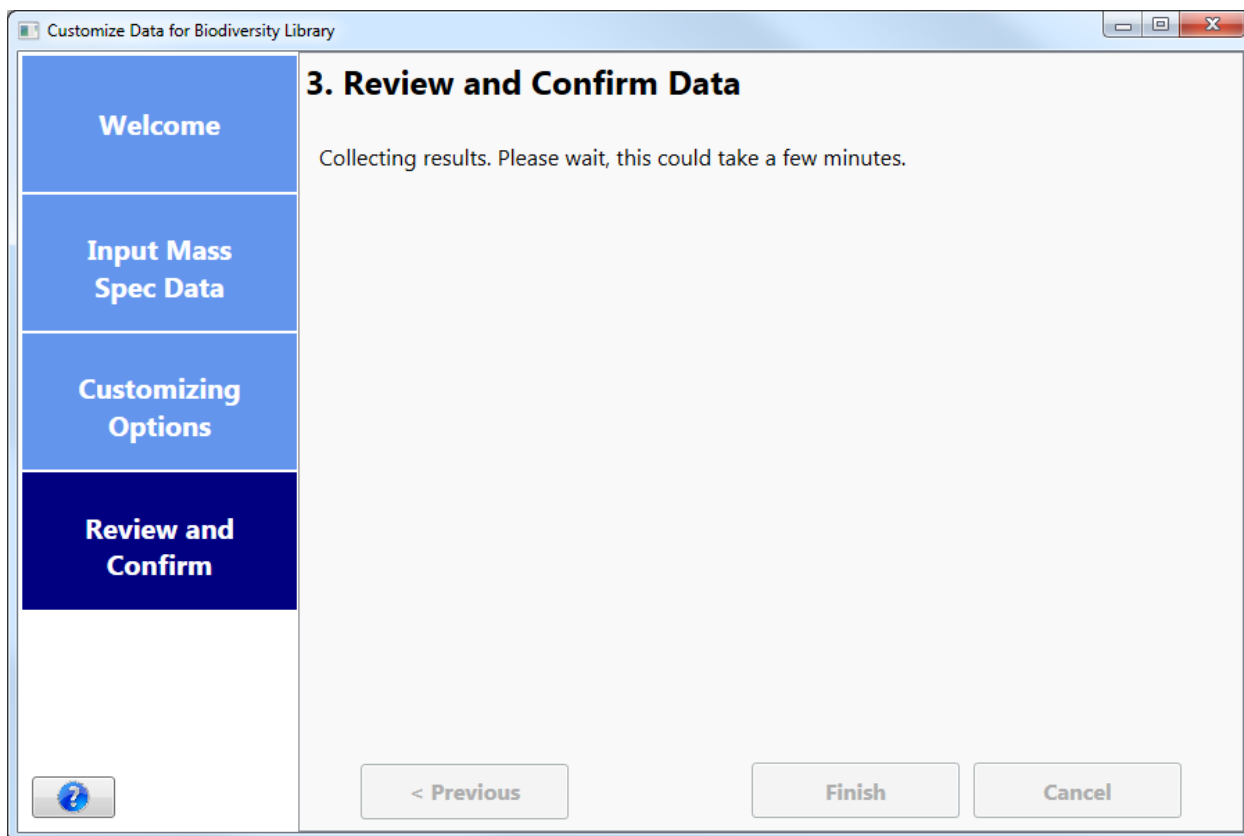 Customize Data for Biodiversity Library
Welcome
Input Mass
Spec Data
Customizing
Options
Review and
Confirm
3. Review and Confirm Data
Collecting results. Please wait, this could take a few minutes.
< Previous
Finish
Cancel